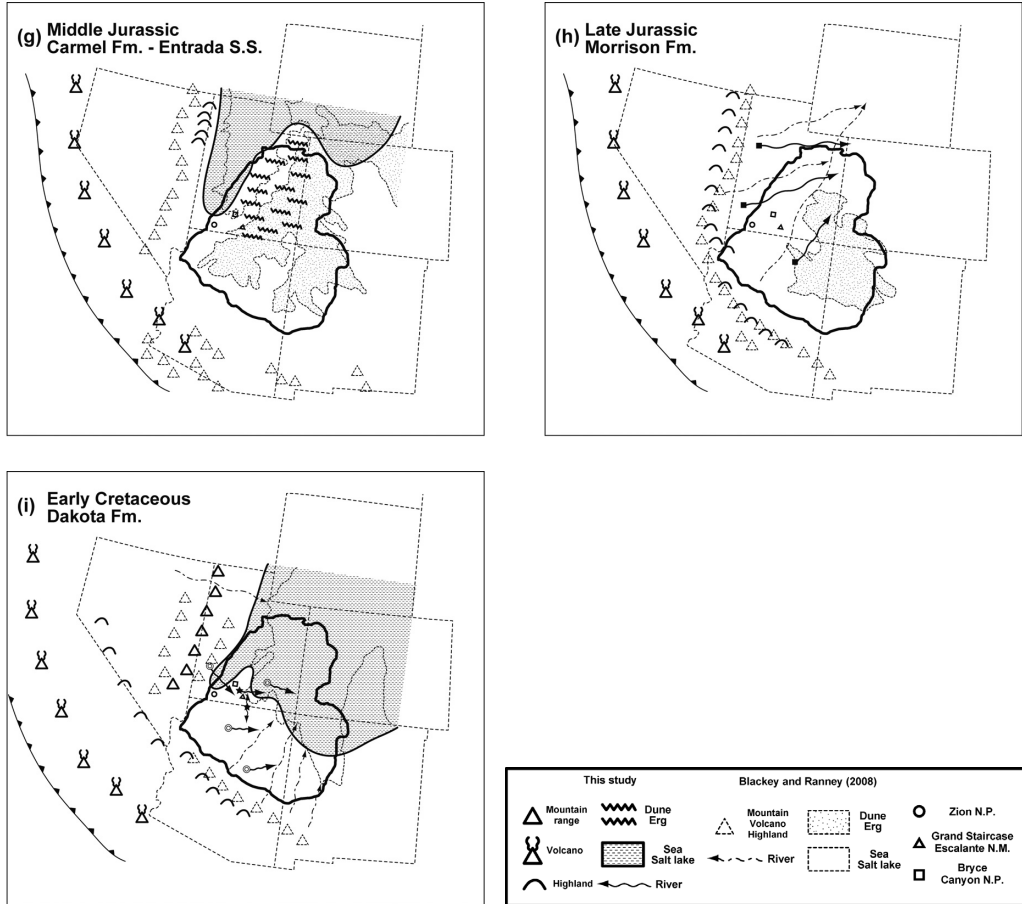 (g) Middle Jurassic
Carmel Fm. - Entrada S.S.
(h) Late Jurassic
Morrison Fm.
(i) Early Cretaceous
Dakota Fm.
This study
Blackey and Ranney (2008)
Mountain
range
Dune
Erg
Mountain
Volcano
Highland
Dune
Erg
Zion N.P.
Volcano
Sea
Salt lake
River
Sea
Salt lake
Grand Staircase
Escalante N.M.
Highland
River
Bryce
Canyon N.P.